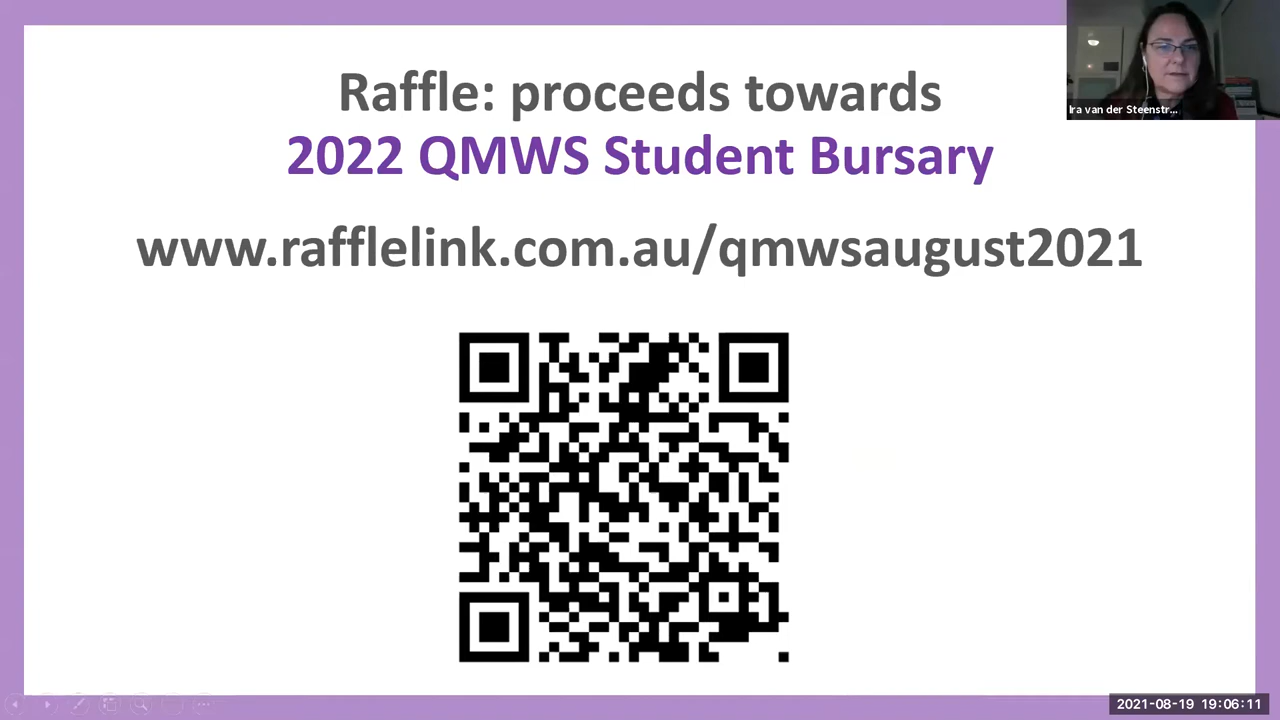 Raffle: proceeds towards
2022 QMWS Student Bursary
www.rafflelink.com.au/qmwsaugust2021
Ira van der Steenstr...
2021-08-19 19:06:11